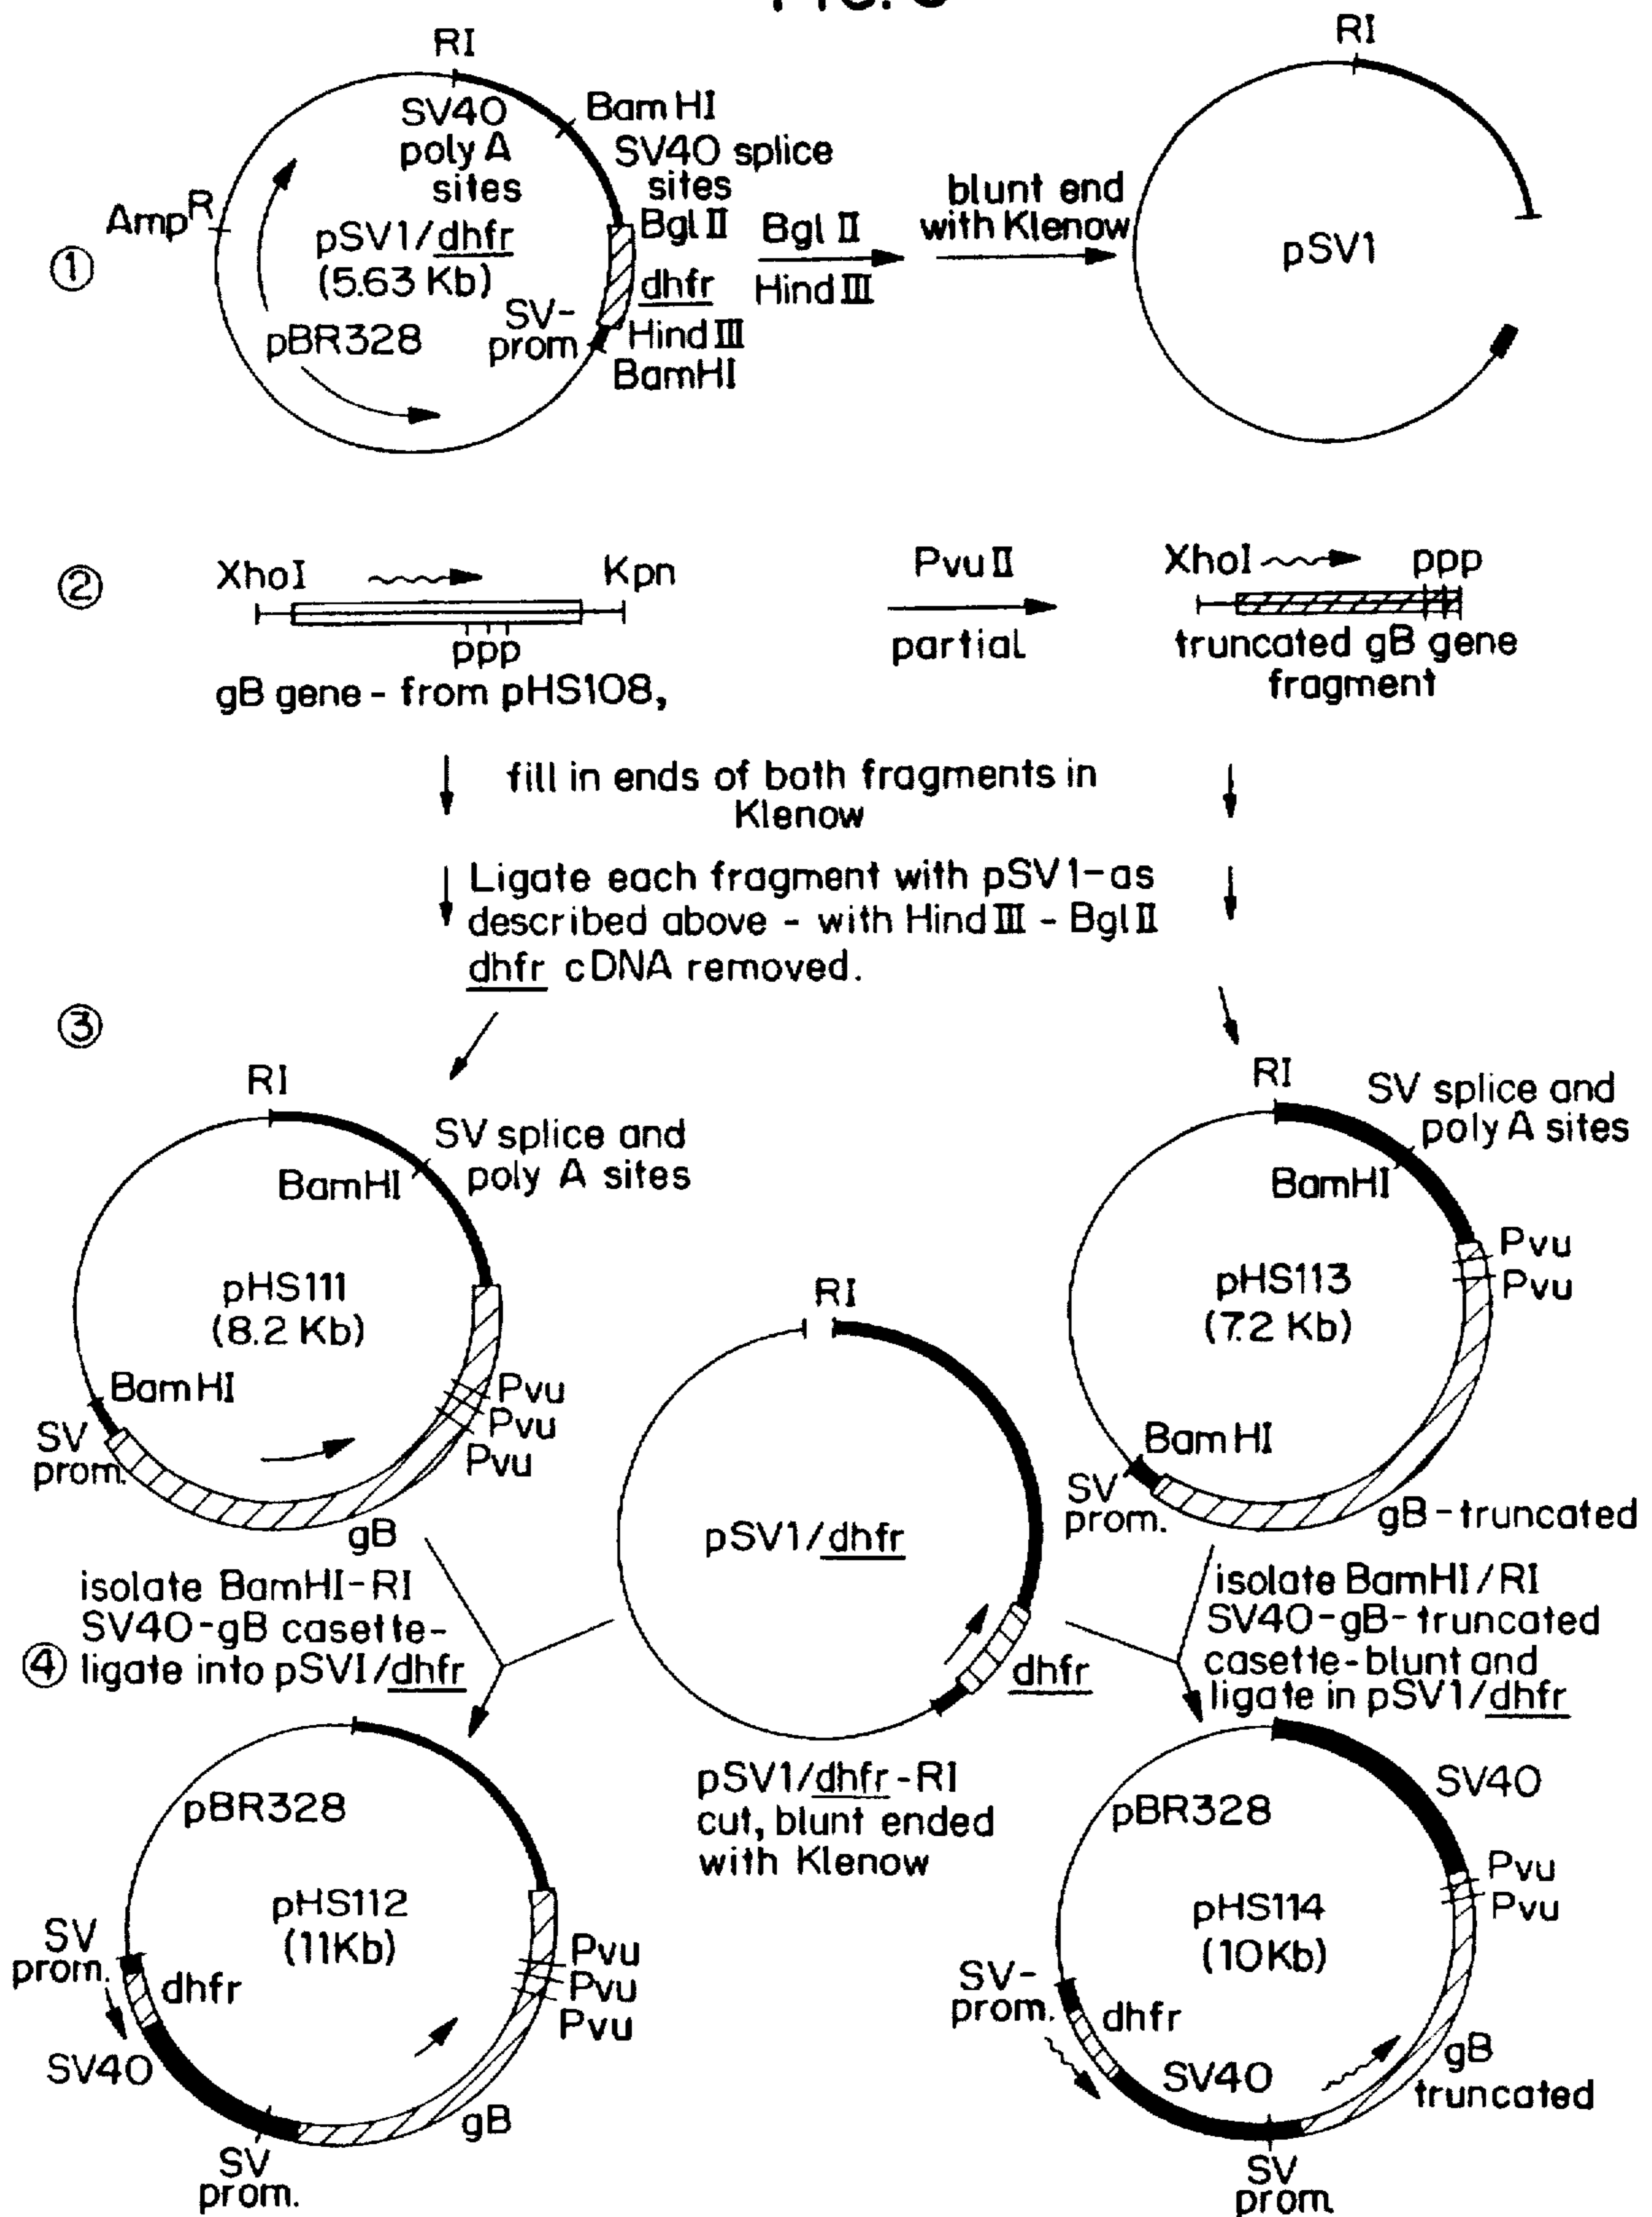 RI
SV40
poly A
sites
Bam HI
SV40 splice
sites
Bgl II
Amp R
①
pSV1/dhfr
(5.63 Kb)
pBR328
dhfr
SV-
prom
Hind III
BamHI
Bgl II
Hind III
blunt end
with Klenow
RI
pSV1
②
XhoI
Kpn
ppp
gB gene - from pHS108,
Pvu II
partial
XhoI
ppp
truncated gB gene
fragment
fill in ends of both fragments in
Klenow
Ligate each fragment with pSV1-as
described above - with Hind III - Bgl II
dhfr cDNA removed.
③
RI
SV splice and
poly A sites
BamHI
pHS111
(8.2 Kb)
Bam HI
SV
prom.
Pvu
Pvu
Pvu
gB
RI
pSV1/dhfr
dhfr
RI
SV splice and
poly A sites
BamHI
Pvu
Pvu
pHS113
(7.2 Kb)
Bam HI
SV
prom.
gB-truncated
④
isolate BamHI-RI
SV40-gB casette-
ligate into pSVI/dhfr
isolate BamHI/RI
SV40-gB-truncated
casette-blunt and
ligate in pSV1/dhfr
pSV1/dhfr-RI
cut, blunt ended
with Klenow
pBR328
pHS112
(11Kb)
SV
prom.
dhfr
SV40
Pvu
Pvu
Pvu
gB
SV
prom.
pBR328
SV40
Pvu
Pvu
pHS114
(10Kb)
SV-
prom.
dhfr
SV40
gB
truncated
SV
prom